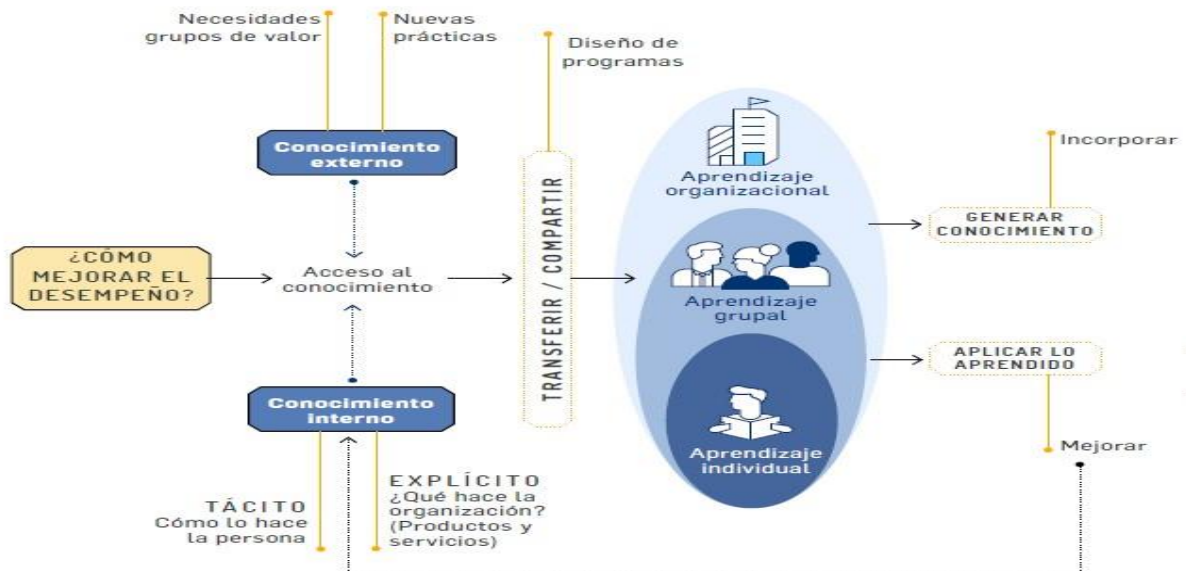 Necesidades
grupos de valor
Nuevas
prácticas
Diseño de
programas
Conocimiento
externo
¿CÓMO
MEJORAR EL
DESEMPEÑO?
Acceso al
conocimiento
TRANSFERIR / COMPARTIR
Aprendizaje
organizacional
Aprendizaje
grupal
Aprendizaje
individual
Incorporar
GENERAR
CONOCIMIENTO
APLICAR LO
APRENDIDO
Mejorar
Conocimiento
interno
TÁCITO
Cómo lo hace
la persona
EXPLÍCITO
¿Qué hace la
organización?
(Productos y
servicios)